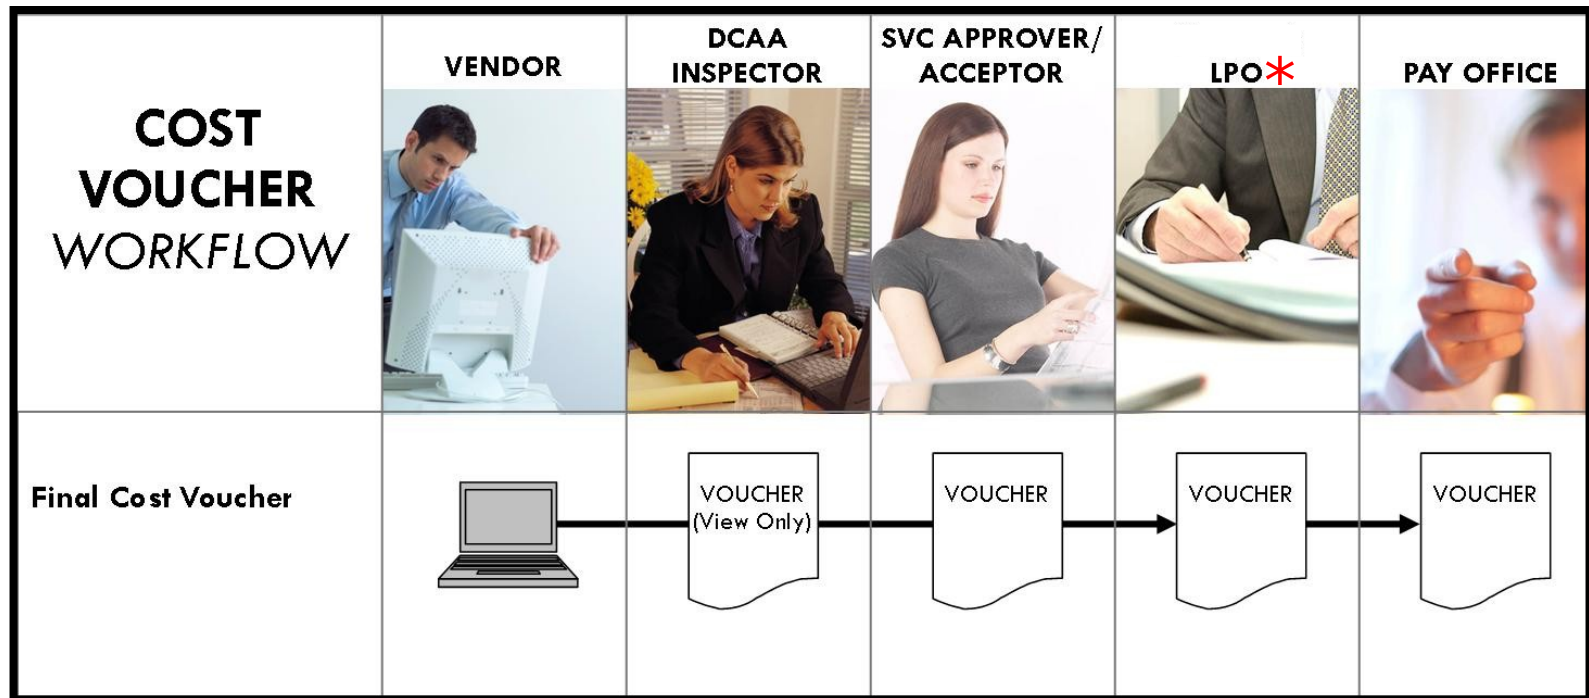 COST
VOUCHER
WORKFLOW
VENDOR
DCAA
INSPECTOR
SVC APPROVER/
ACCEPTOR
LPO*
PAY OFFICE
Final Cost Voucher
VOUCHER
(View Only)
VOUCHER
VOUCHER
VOUCHER